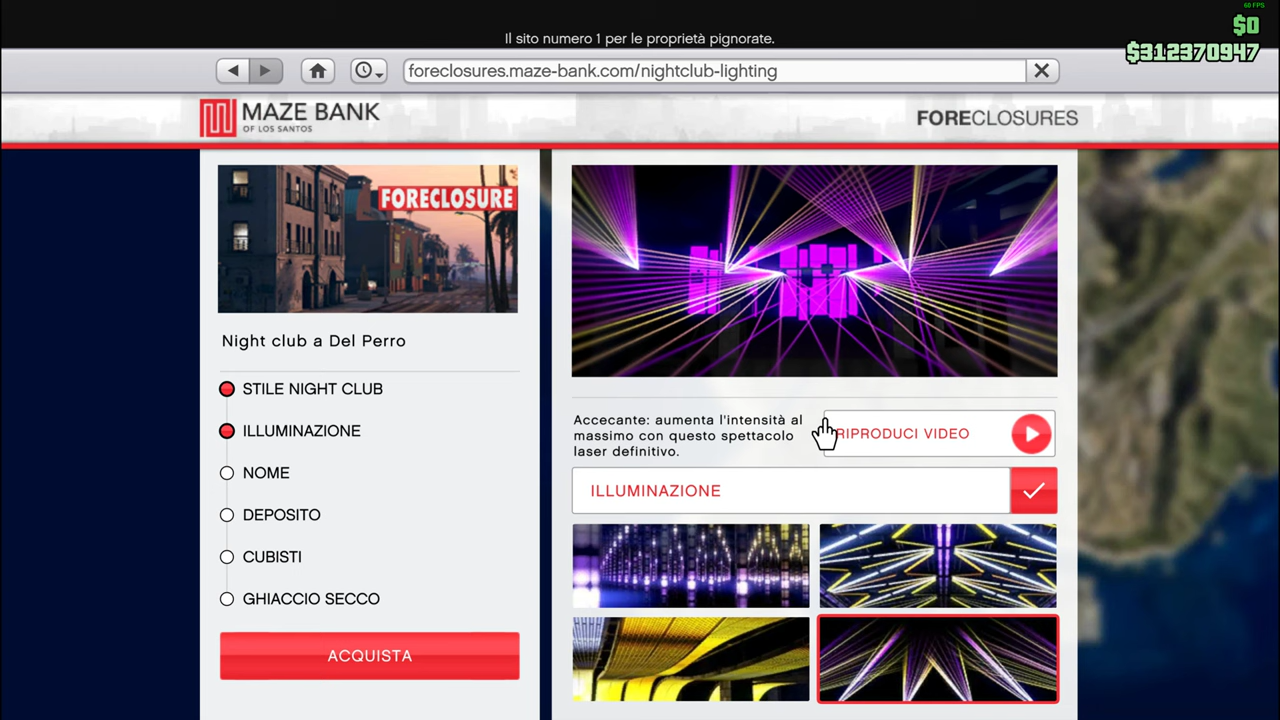 60 FPS
$0
$312370947
Il sito numero 1 per le proprietà pignorate.
foreclosures.maze-bank.com/nightclub-lighting
MAZE BANK
OF LOS SANTOS
FORECLOSURES
FORECLOSURE
Night club a Del Perro
STILE NIGHT CLUB
ILLUMINAZIONE
NOME
DEPOSITO
CUBISTI
GHIACCIO SECCO
ACQUISTA
Accecante: aumenta l'intensità al
massimo con questo spettacolo
laser definitivo.
RIPRODUCI VIDEO
ILLUMINAZIONE